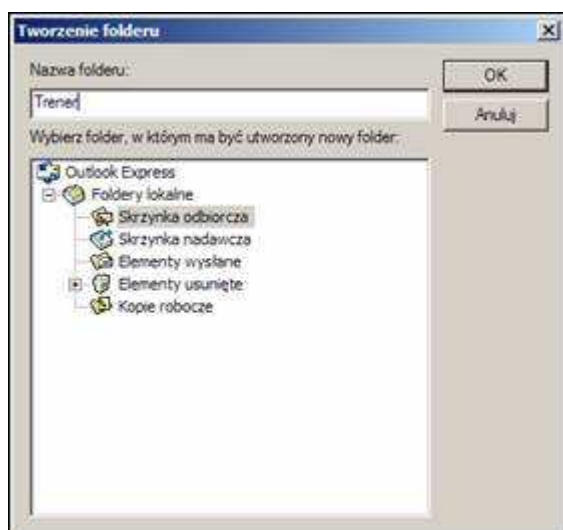 Tworzenie folderu
Nazwa folderu:
OK
Trener
Anuluj
Wybierz folder, w którym ma być utworzony nowy folder:
Outlook Express
Foldery lokalne
Skrzynka odbiorcza
Skrzynka nadawcza
Elementy wysłane
Elementy usunięte
Kopie robocze